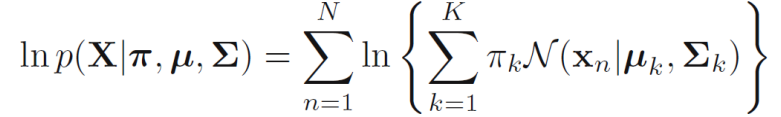 ln p(X|π, μ, Σ) = ∑_{n=1}^{N} ln { ∑_{k=1}^{K} π_k 𝒩(x_n|μ_k, Σ_k) }